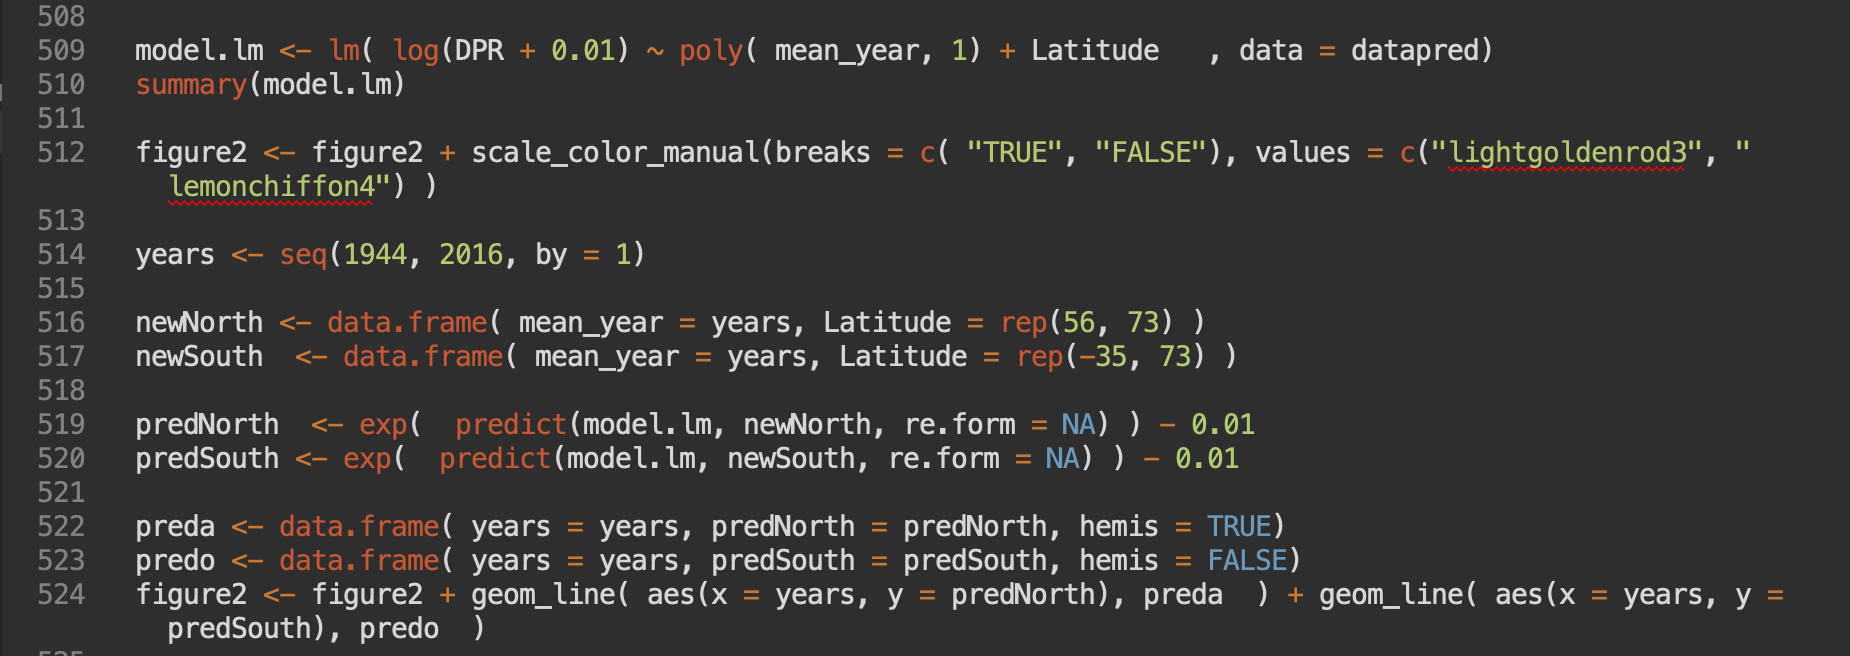 508
509 model.lm <- lm( log(DPR + 0.01) ~ poly( mean_year, 1) + Latitude   , data = datapred)
510 summary(model.lm)
511
512 figure2 <- figure2 + scale_color_manual(breaks = c( "TRUE", "FALSE"), values = c("lightgoldenrod3", "
lemonchiffon4") )
513
514 years <- seq(1944, 2016, by = 1)
515
516 newNorth <- data.frame( mean_year = years, Latitude = rep(56, 73) )
517 newSouth  <- data.frame( mean_year = years, Latitude = rep(-35, 73) )
518
519 predNorth  <- exp(  predict(model.lm, newNorth, re.form = NA) ) - 0.01
520 predSouth <- exp(  predict(model.lm, newSouth, re.form = NA) ) - 0.01
521
522 preda <- data.frame( years = years, predNorth = predNorth, hemis = TRUE)
523 predo <- data.frame( years = years, predSouth = predSouth, hemis = FALSE)
524 figure2 <- figure2 + geom_line( aes(x = years, y = predNorth), preda  ) + geom_line( aes(x = years, y =
predSouth), predo  )